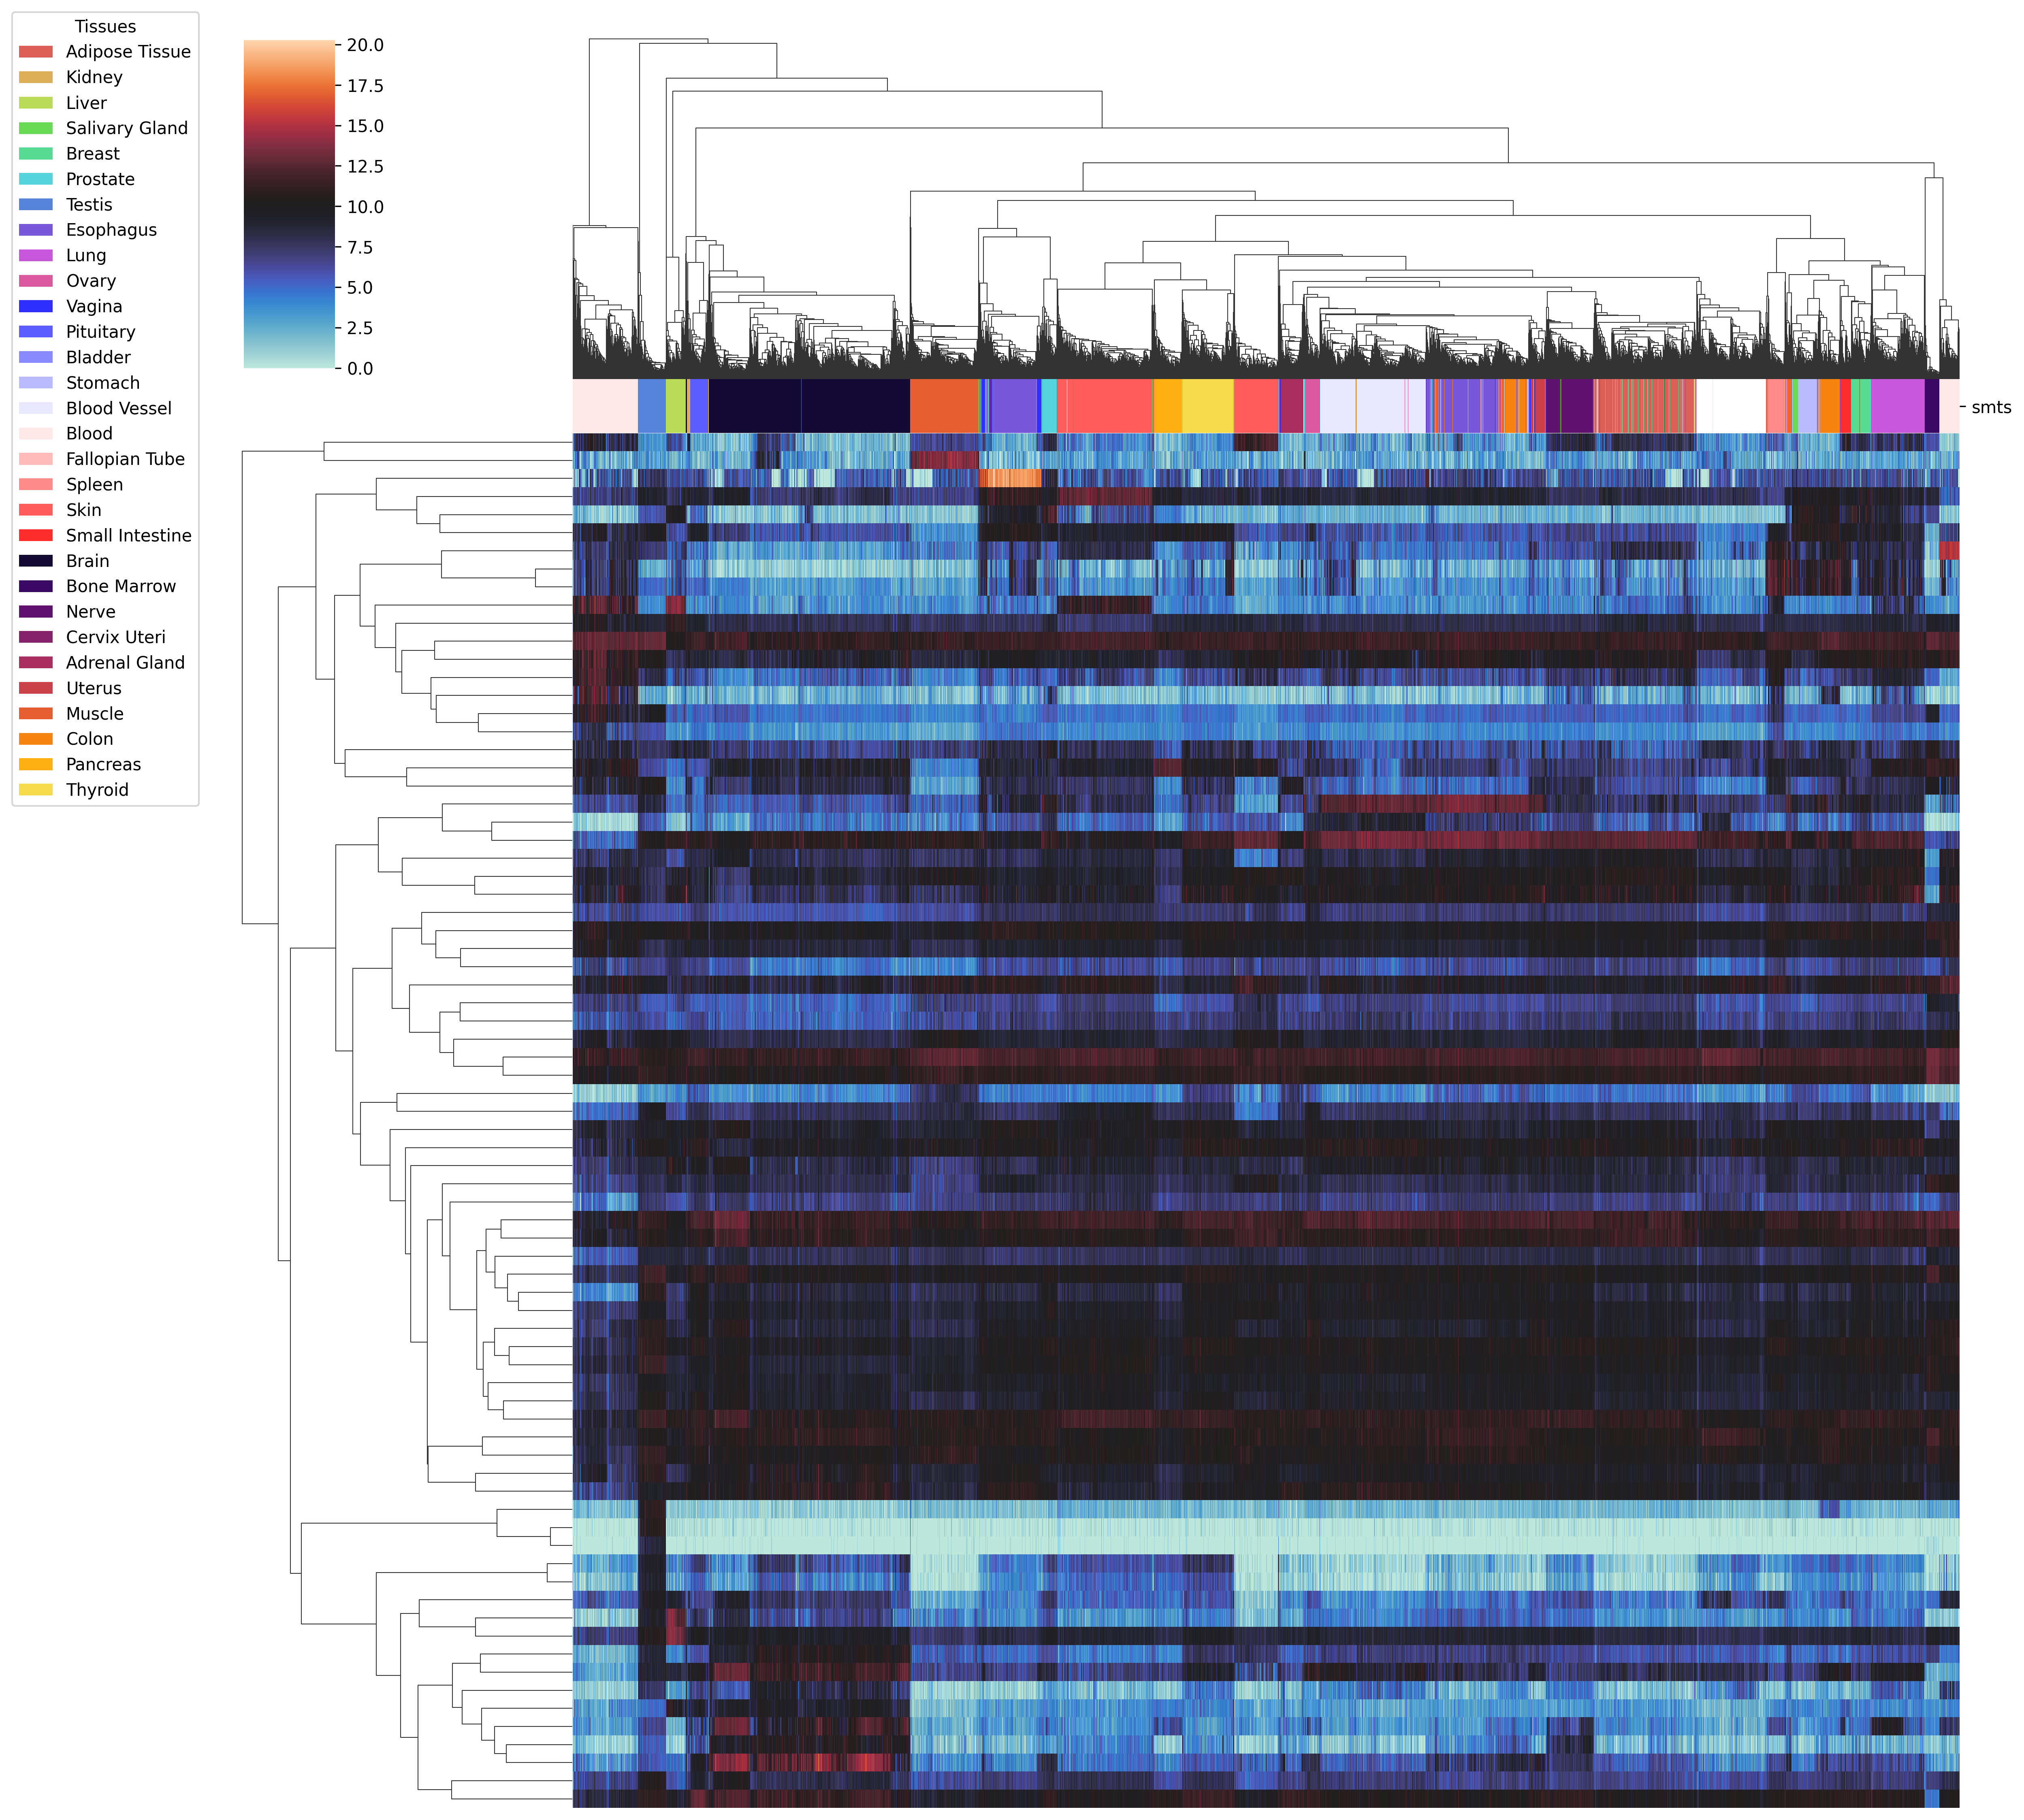 Tissues
Adipose Tissue
Kidney
Liver
Salivary Gland
Breast
Prostate
Testis
Esophagus
Lung
Ovary
Vagina
Pituitary
Bladder
Stomach
Blood Vessel
Blood
Fallopian Tube
Spleen
Skin
Small Intestine
Brain
Bone Marrow
Nerve
Cervix Uteri
Adrenal Gland
Uterus
Muscle
Colon
Pancreas
Thyroid
20.0
17.5
15.0
12.5
10.0
7.5
5.0
2.5
0.0
smts